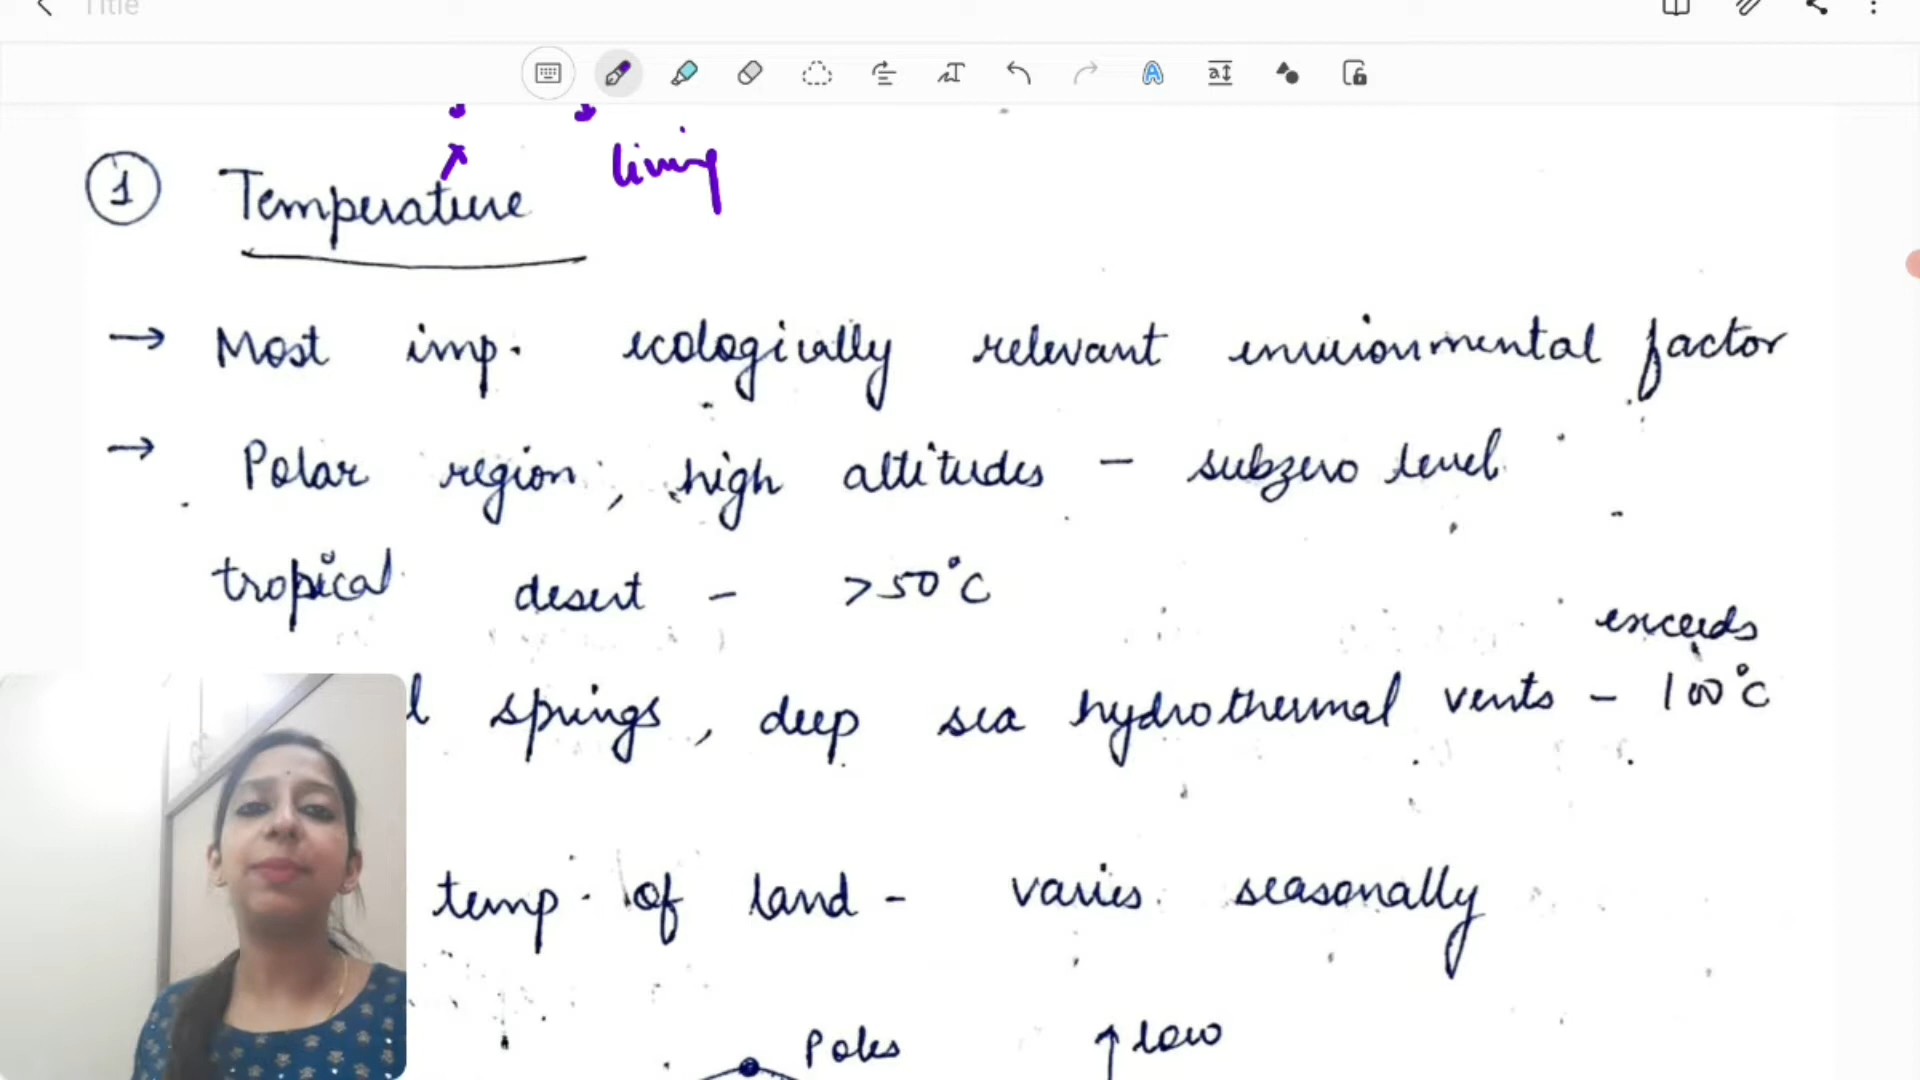 Title
living
1 Temperature
→ Most imp. ecologically relevant environmental factor
→ Polar region, high altitudes - subzero level
tropical desert - >50°C
exceeds
springs, deep sea hydrothermal vents - 100°C
temp. of land - varies seasonally
Poles ↑ low